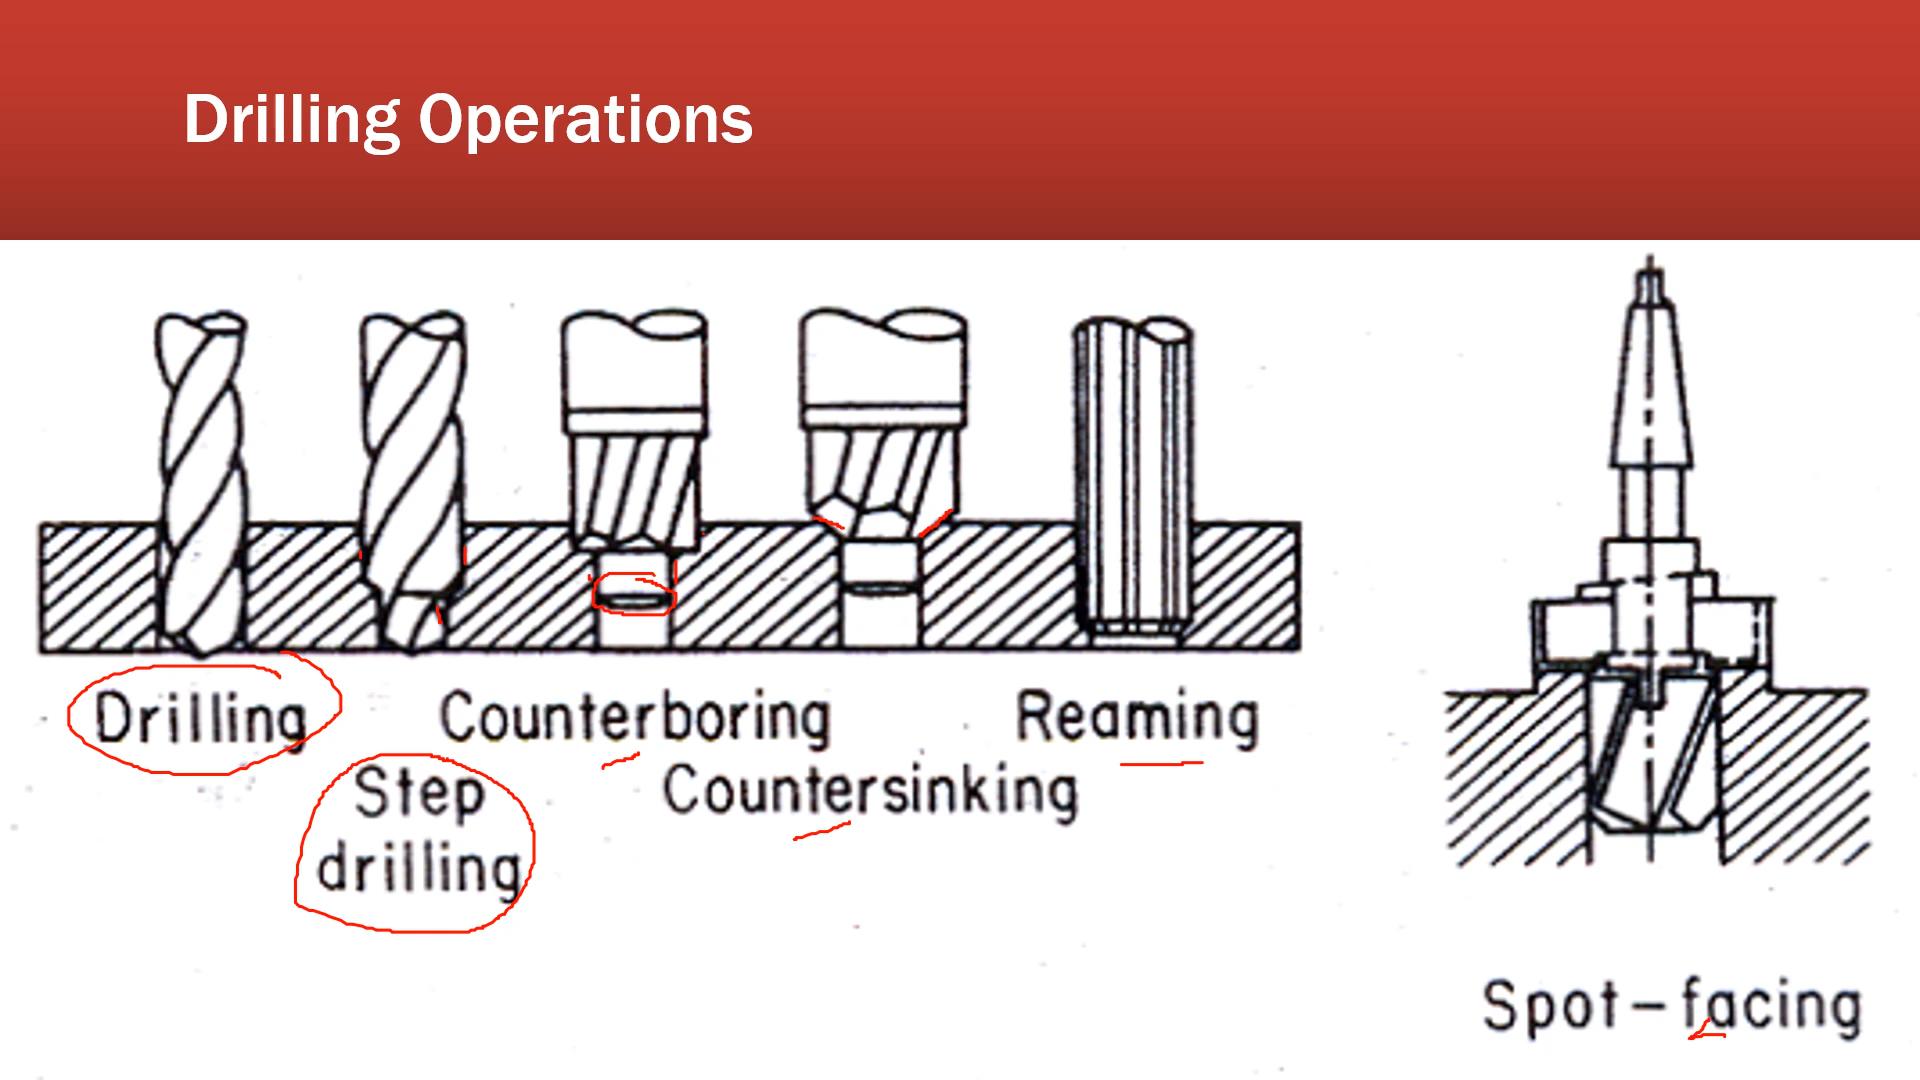 Drilling Operations
Drilling
Counterboring
Reaming
Step
drilling
Countersinking
Spot-facing